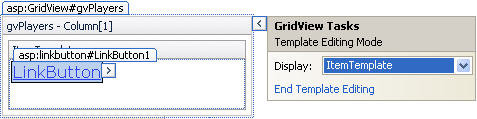 asp:GridView#gvPlayers
gvPlayers - Column[1]
asp:linkbutton#LinkButton1
LinkButton
GridView Tasks
Template Editing Mode
Display:
ItemTemplate
End Template Editing